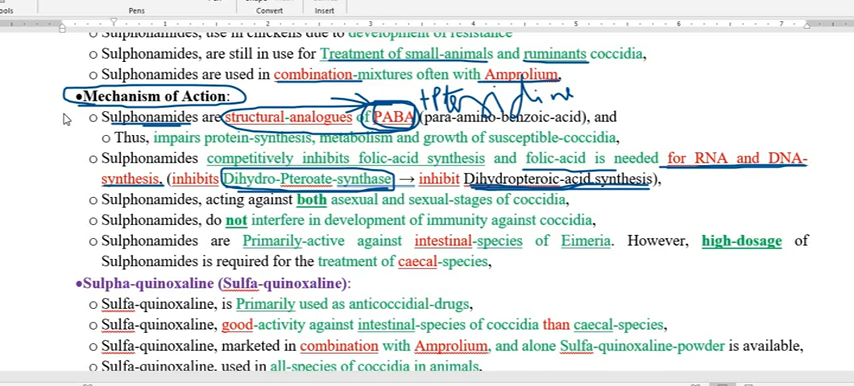 Pens
Convert
Insert
1 2 3 4 5 6 7
o Sulphonamides, use in chickens due to development of resistance
o Sulphonamides, are still in use for Treatment of small-animals and ruminants coccidia,
o Sulphonamides are used in combination-mixtures often with Amprolium,
•Mechanism of Action:
+Pteridine
o Sulphonamides are structural-analogues of PABA (para-amino-benzoic-acid), and
o Thus, impairs protein-synthesis, metabolism and growth of susceptible-coccidia,
o Sulphonamides competitively inhibits folic-acid synthesis and folic-acid is needed for RNA and DNA-
synthesis, (inhibits Dihydro-Pteroate-synthase → inhibit Dihydropteroic-acid synthesis),
o Sulphonamides, acting against both asexual and sexual-stages of coccidia,
o Sulphonamides, do not interfere in development of immunity against coccidia,
o Sulphonamides are Primarily-active against intestinal-species of Eimeria. However, high-dosage of
Sulphonamides is required for the treatment of caecal-species,
•Sulpha-quinoxaline (Sulfa-quinoxaline):
o Sulfa-quinoxaline, is Primarily used as anticoccidial-drugs,
o Sulfa-quinoxaline, good-activity against intestinal-species of coccidia than caecal-species,
o Sulfa-quinoxaline, marketed in combination with Amprolium, and alone Sulfa-quinoxaline-powder is available,
o Sulfa-quinoxaline, used in all-species of coccidia in animals.